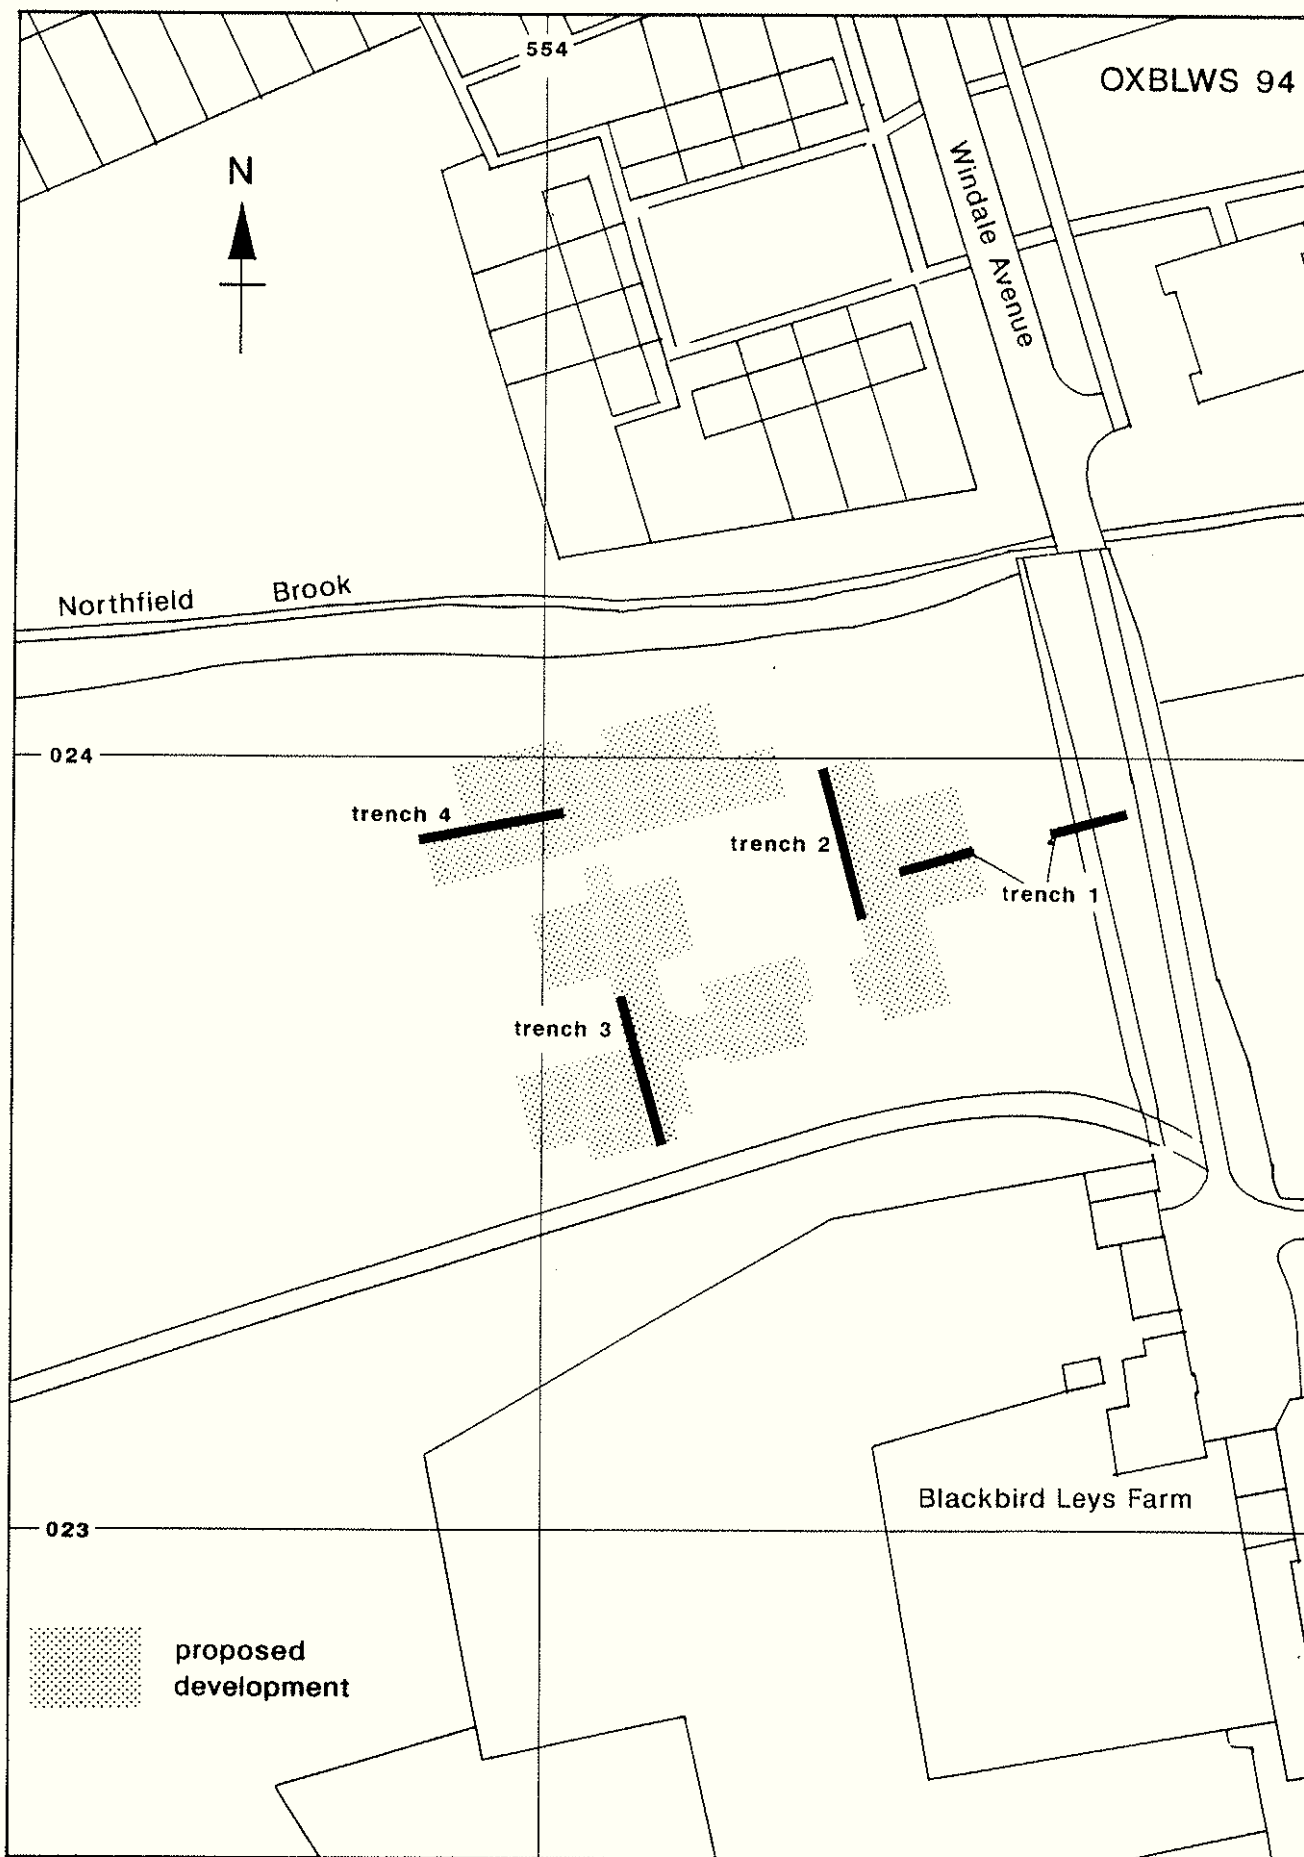 554
OXBLWS 94
N
Windale Avenue
Northfield Brook
024
trench 4
trench 2
trench 1
trench 3
Blackbird Leys Farm
023
proposed
development